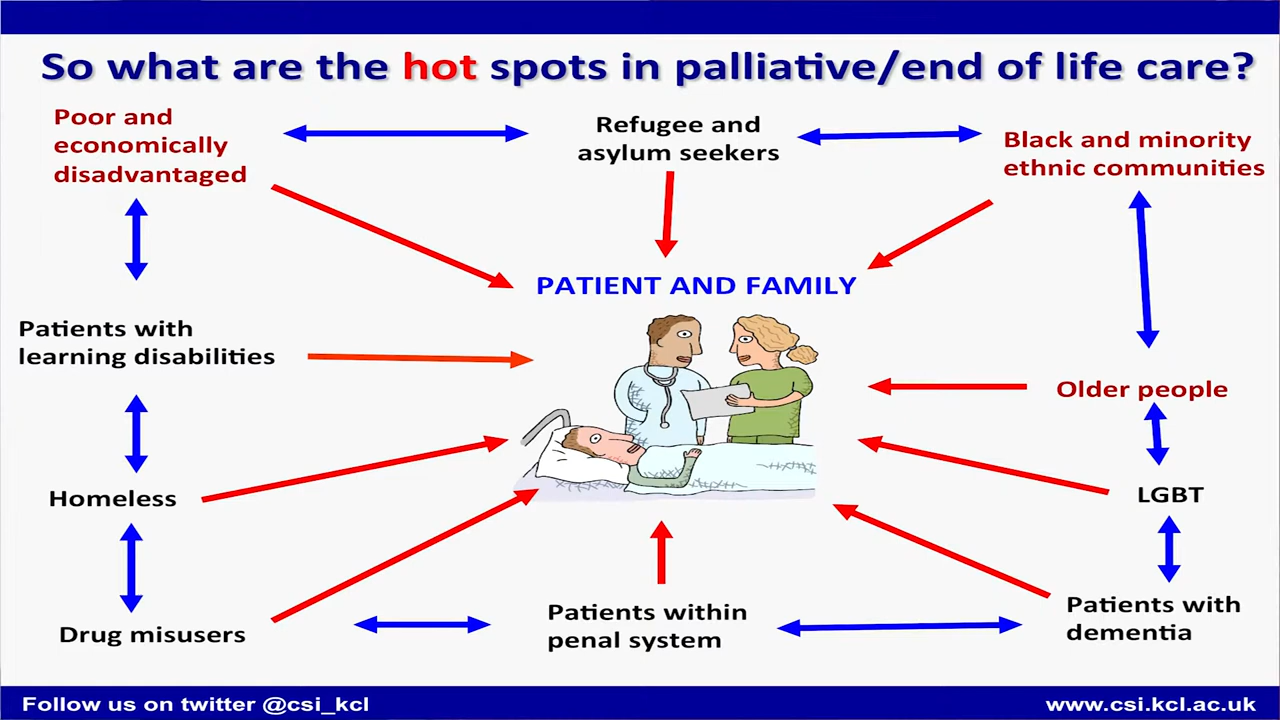 So what are the hot spots in palliative/end of life care?
Poor and
economically
disadvantaged
Refugee and
asylum seekers
Black and minority
ethnic communities
PATIENT AND FAMILY
Patients with
learning disabilities
Older people
Homeless
LGBT
Drug misusers
Patients within
penal system
Patients with
dementia
Follow us on twitter @csi_kcl
www.csi.kcl.ac.uk